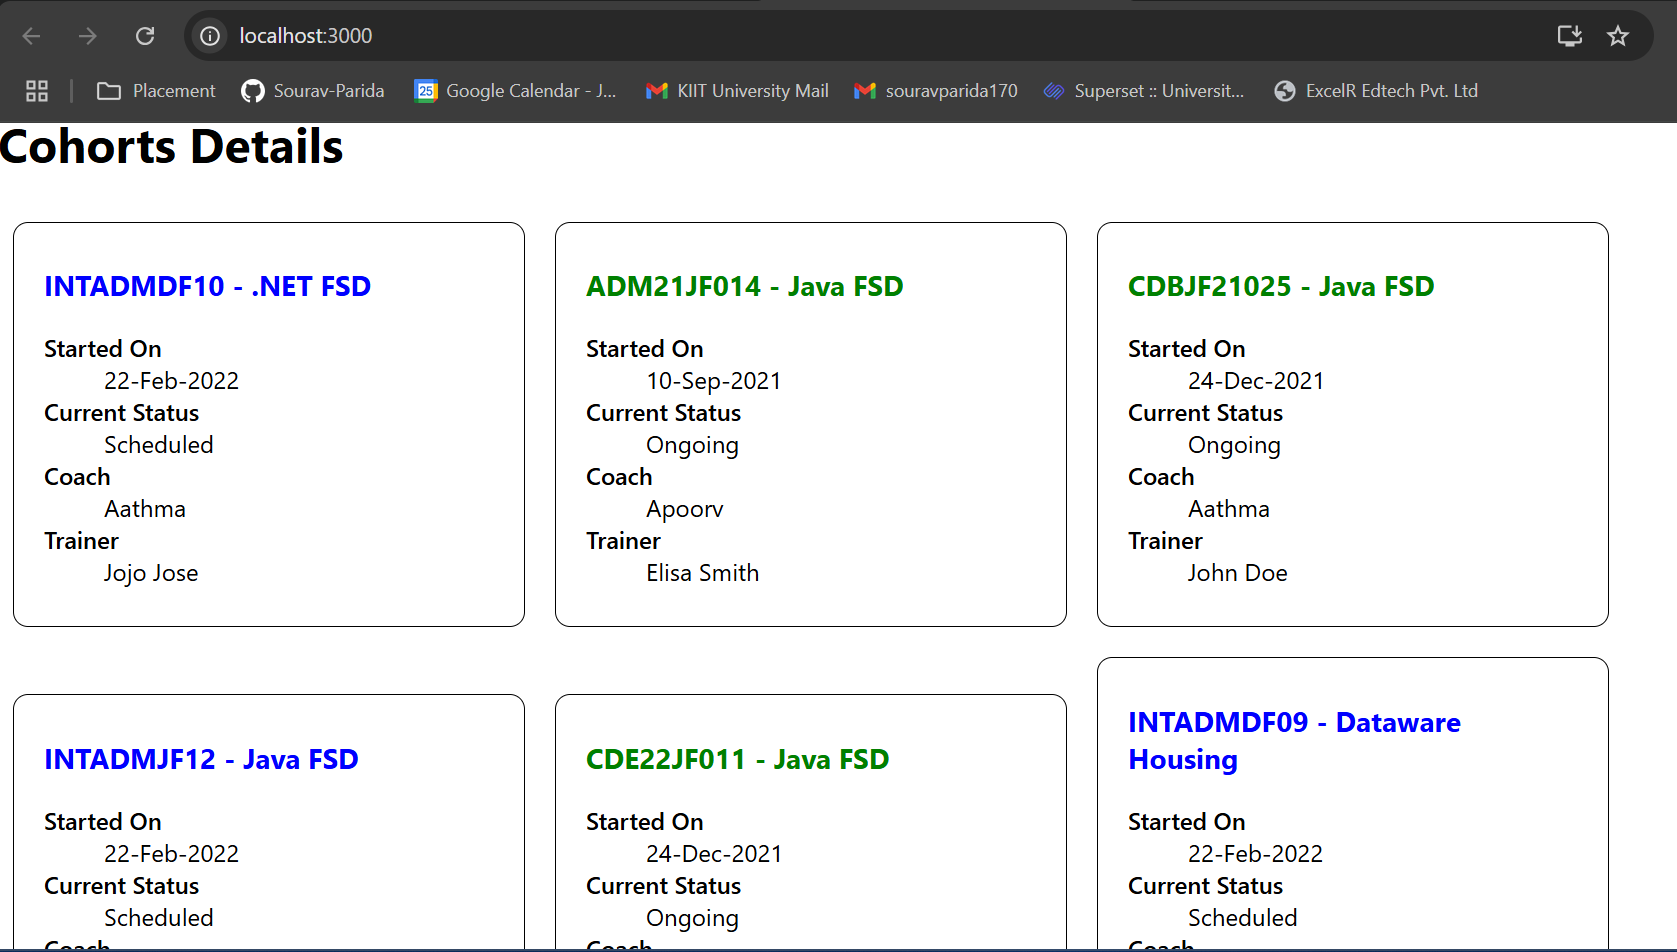 localhost:3000
Placement
Sourav-Parida
25
Google Calendar - J...
KIIT University Mail
souravparida170
Superset :: Universit...
ExcelR Edtech Pvt. Ltd
Cohorts Details
INTADMDF10 - .NET FSD
Started On
22-Feb-2022
Current Status
Scheduled
Coach
Aathma
Trainer
Jojo Jose
ADM21JF014 - Java FSD
Started On
10-Sep-2021
Current Status
Ongoing
Coach
Apoorv
Trainer
Elisa Smith
CDBJF21025 - Java FSD
Started On
24-Dec-2021
Current Status
Ongoing
Coach
Aathma
Trainer
John Doe
INTADMJF12 - Java FSD
Started On
22-Feb-2022
Current Status
Scheduled
Coach
CDE22JF011 - Java FSD
Started On
24-Dec-2021
Current Status
Ongoing
Coach
INTADMDF09 - Dataware
Housing
Started On
22-Feb-2022
Current Status
Scheduled
Coach